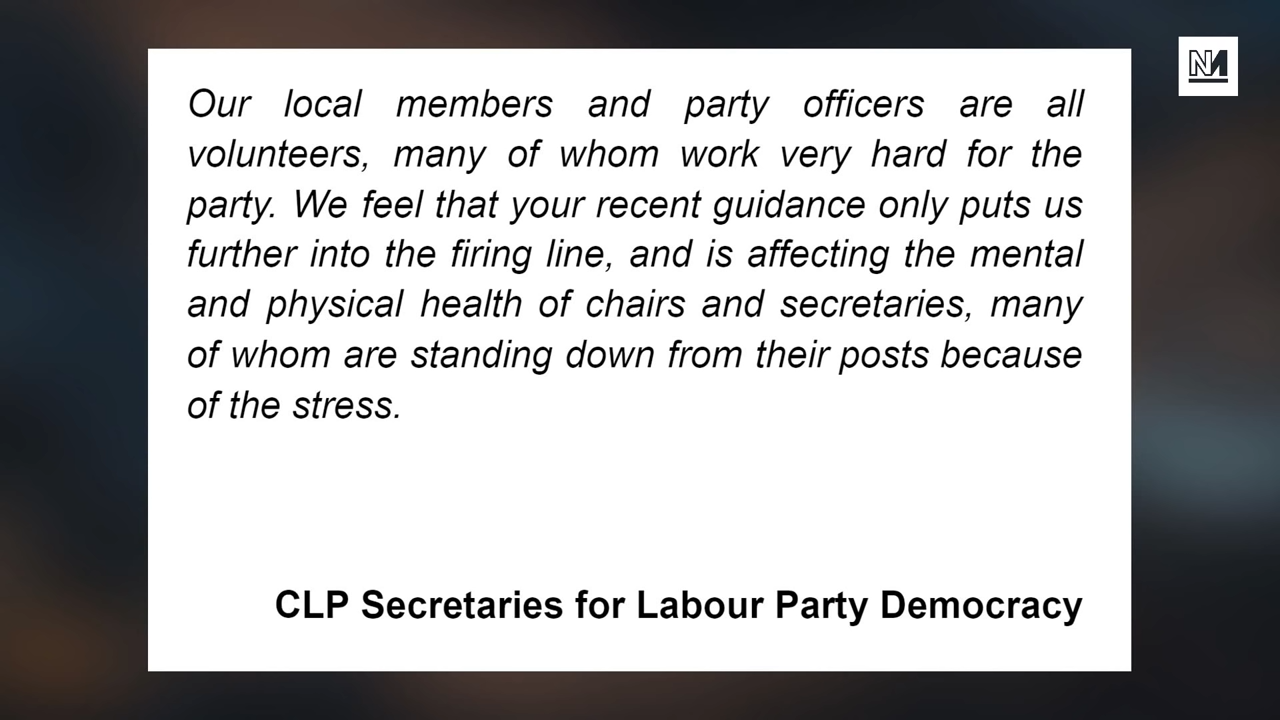 Our local members and party officers are all
volunteers, many of whom work very hard for the
party. We feel that your recent guidance only puts us
further into the firing line, and is affecting the mental
and physical health of chairs and secretaries, many
of whom are standing down from their posts because
of the stress.
CLP Secretaries for Labour Party Democracy
NM